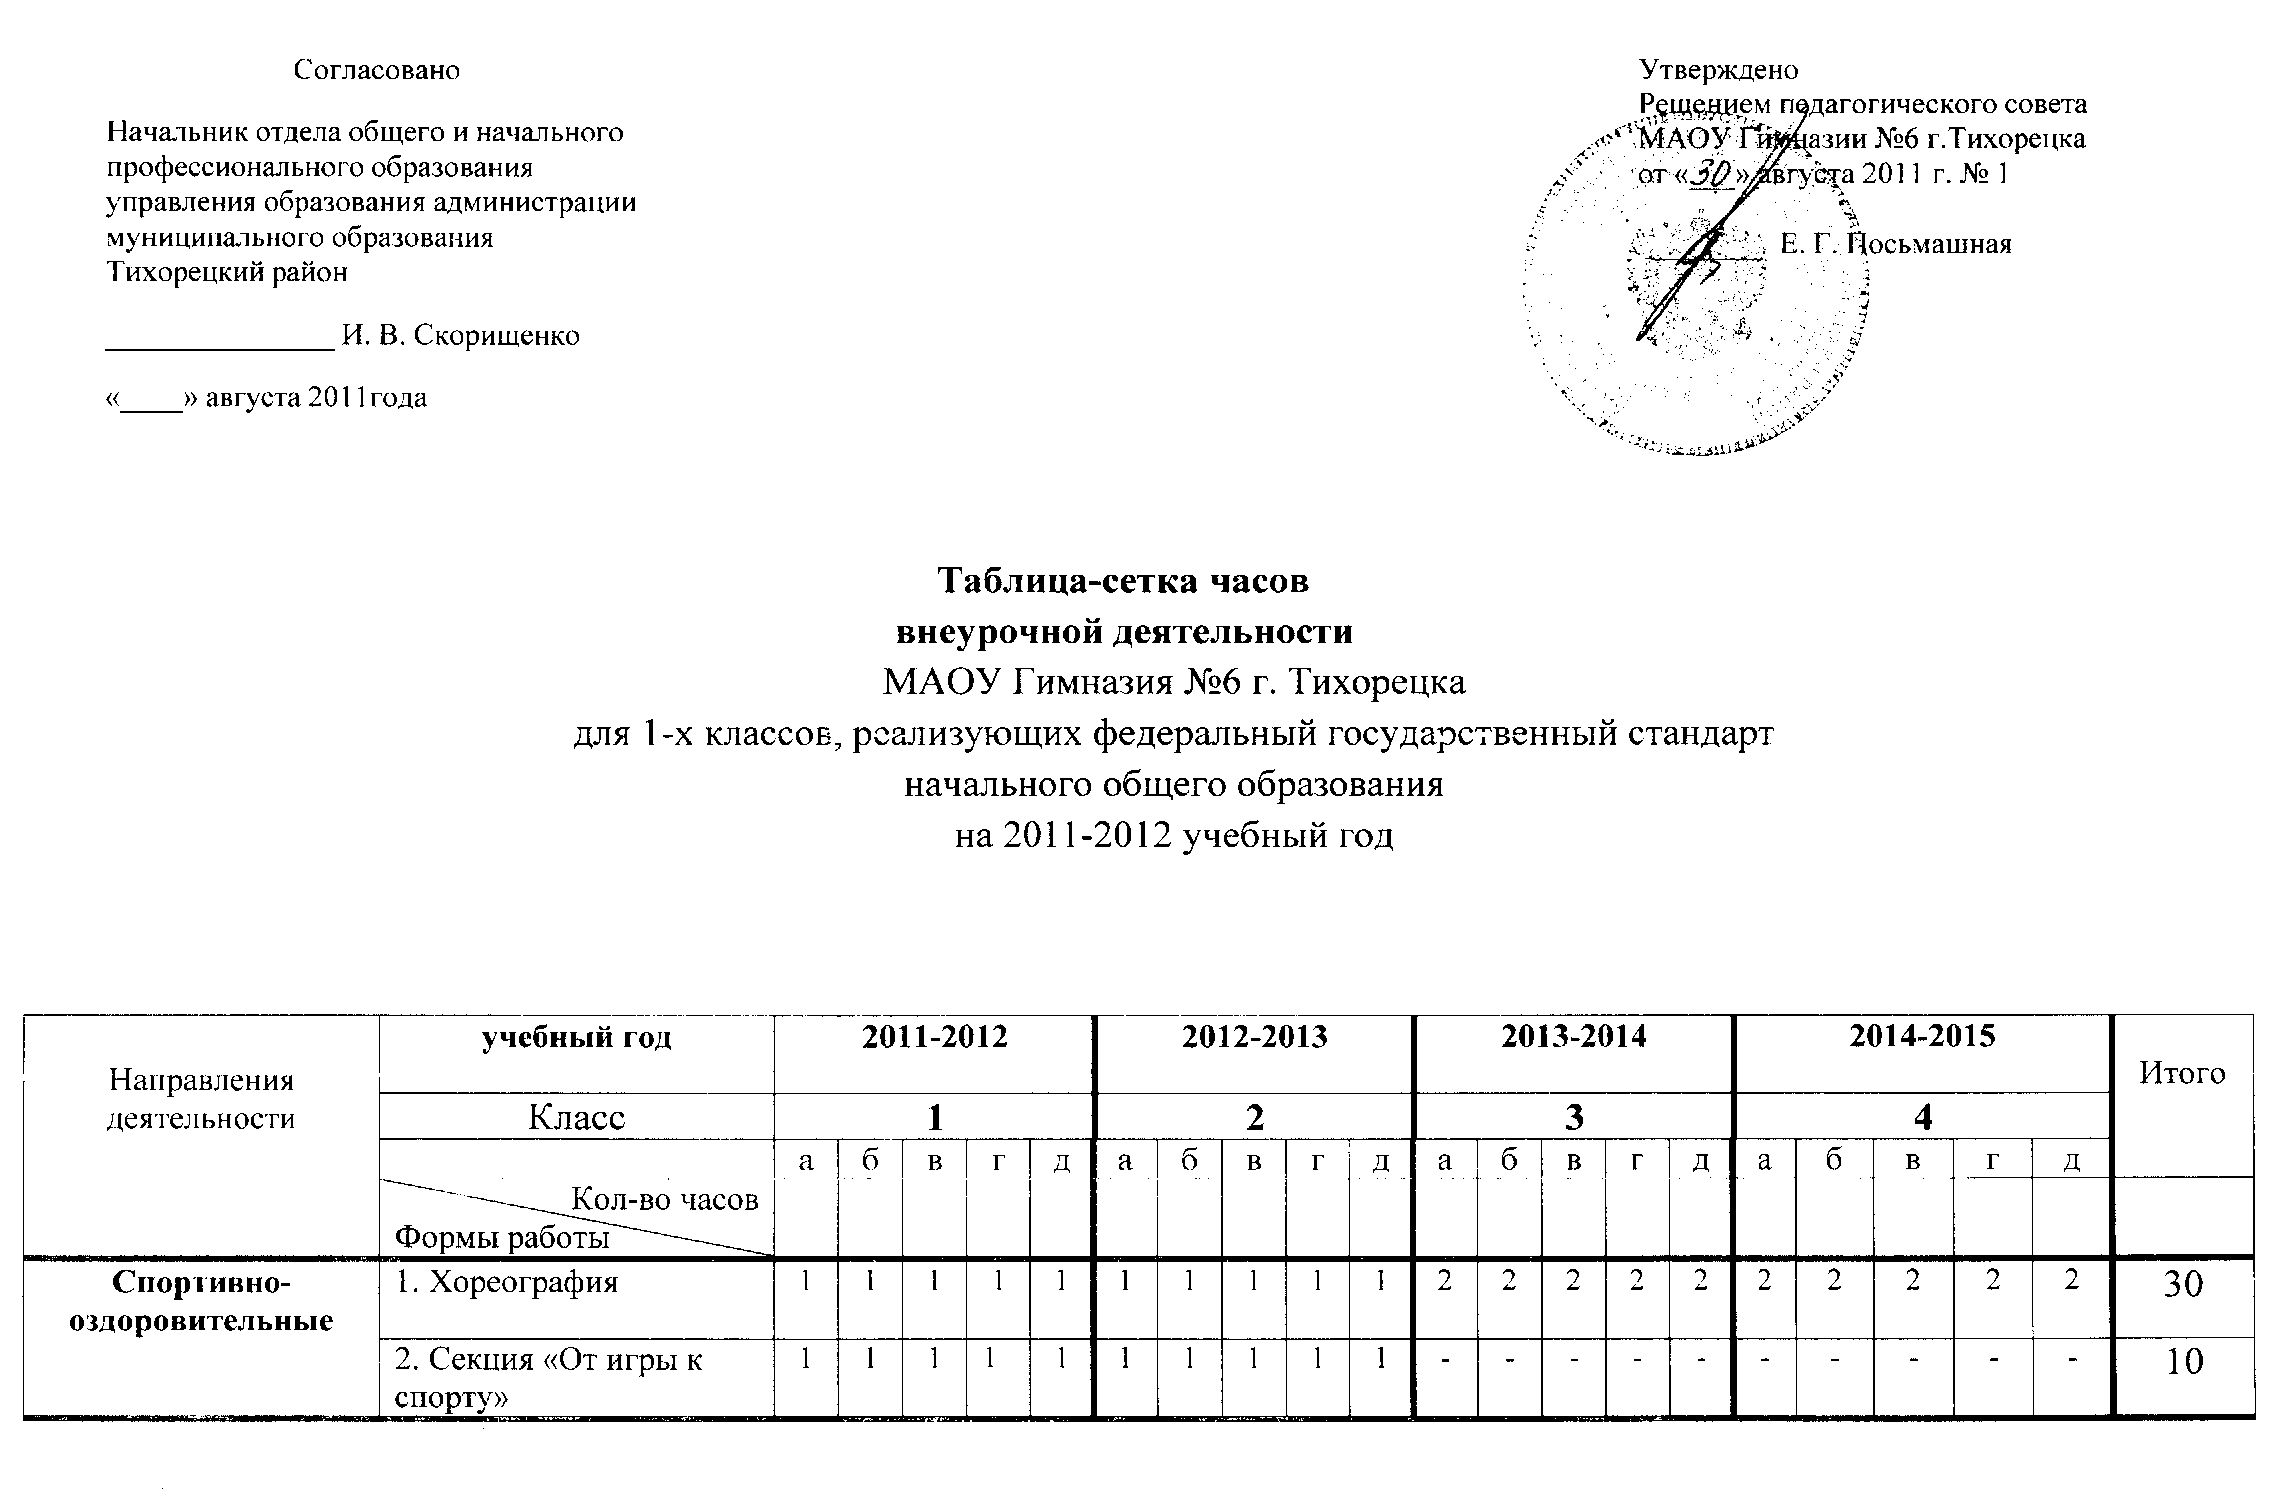 Согласовано
Начальник отдела общего и начального
профессионального образования
управления образования администрации
муниципального образования
Тихорецкий район
_______________ И. В. Скорищенко
«____» августа 2011года
Утверждено
Решением педагогического совета
МАОУ Гимназии №6 г.Тихорецка
от «30» августа 2011 г. № 1
________ Е. Г. Посьмашная
Таблица-сетка часов
внеурочной деятельности
МАОУ Гимназия №6 г. Тихорецка
для 1-х классов, реализующих федеральный государственный стандарт
начального общего образования
на 2011-2012 учебный год
Направления деятельности учебный год 2011-2012 2012-2013 2013-2014 2014-2015 Итого
Класс 1 2 3 4
Кол-во часов а б в г д а б в г д а б в г д а б в г д
Формы работы
Спортивно-оздоровительные 1. Хореография 1 1 1 1 1 1 1 1 1 1 2 2 2 2 2 2 2 2 2 2 30
2. Секция «От игры к 1 1 1 1 1 1 1 1 1 1 - - - - - - - - - - 10
спорту»